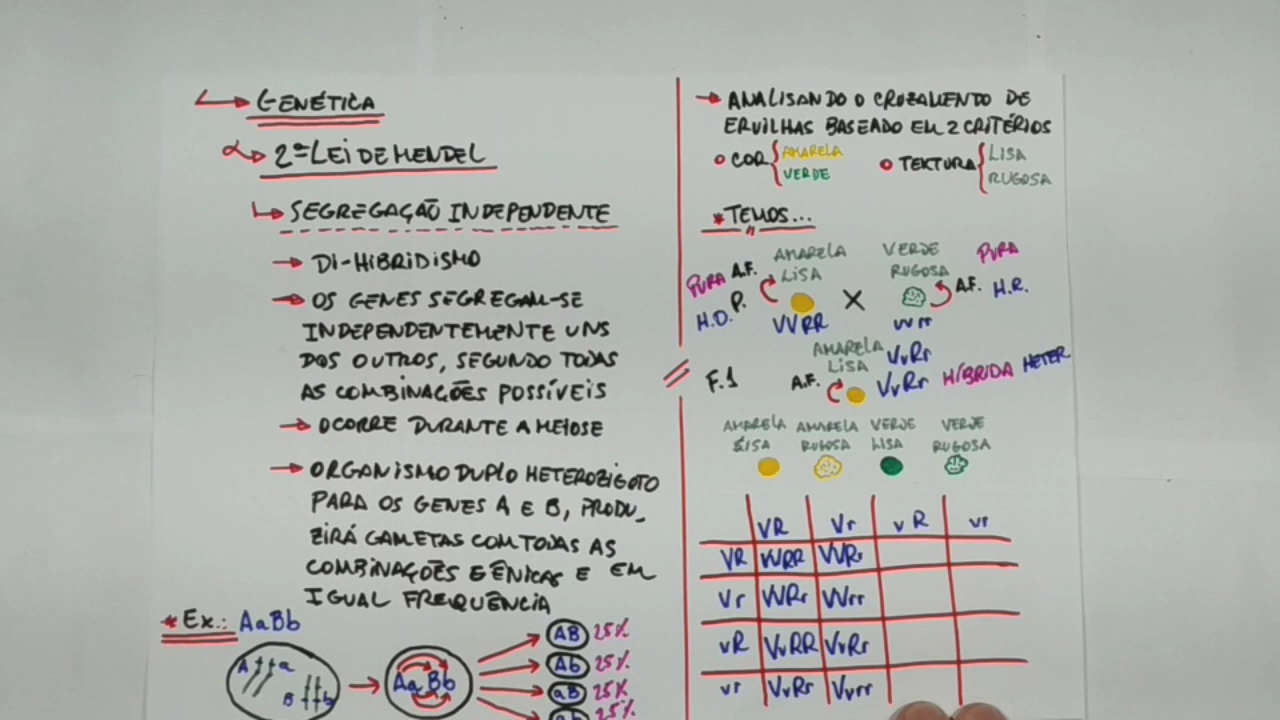 GENÉTICA
2ª LEI DE MENDEL
SEGREGAÇÃO INDEPENDENTE
DI-HIBRIDISMO
OS GENES SEGREGAM-SE
INDEPENDENTEMENTE UNS
DOS OUTROS, SEGUNDO TODAS
AS COMBINAÇÕES POSSÍVEIS
OCORRE DURANTE A MEIOSE
ORGANISMO DUPLO HETEROZIGOTO
PARA OS GENES A E B, PRODU-
ZIRÁ GAMETAS COM TODAS AS
COMBINAÇÕES GÊNICAS E EM
IGUAL FREQUÊNCIA
*EX.: AaBb
A a
B b
Aa Bb
AB 25%
Ab 25%
aB 25%
ab 25%
ANALISANDO O CRUZAMENTO DE
ERVILHAS BASEADO EM 2 CRITÉRIOS
COR { AMARELA
VERDE
TEXTURA { LISA
RUGOSA
*TEMOS...
PURA A.F. AMARELA
LISA
P.
H.D.
VVRR
X
VERDE
RUGOSA
PURA
A.F. H.R.
vvrr
F.1
AMARELA
LISA
A.F.
VvRr
VvRr HÍBRIDA HETER
AMARELA LISA
AMARELA RUGOSA
VERDE LISA
VERDE RUGOSA
VR Vr vR vr
VR VVRR VVRr
Vr VVRr VVrr
vR VvRR VvRr
vr VvRr Vvrr